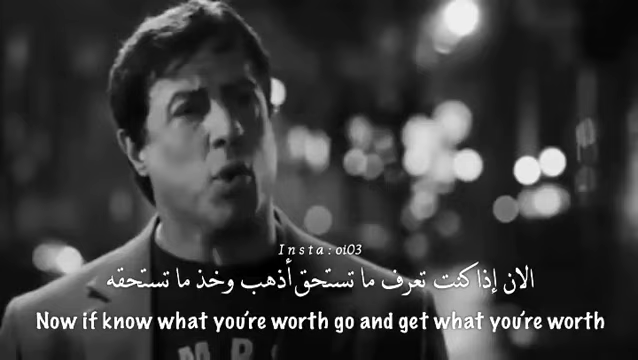 Insta:oi03
الان إذا كنت تعرف ما تستحق أذهب وخذ ما تستحقه
Now if know what you're worth go and get what you're worth